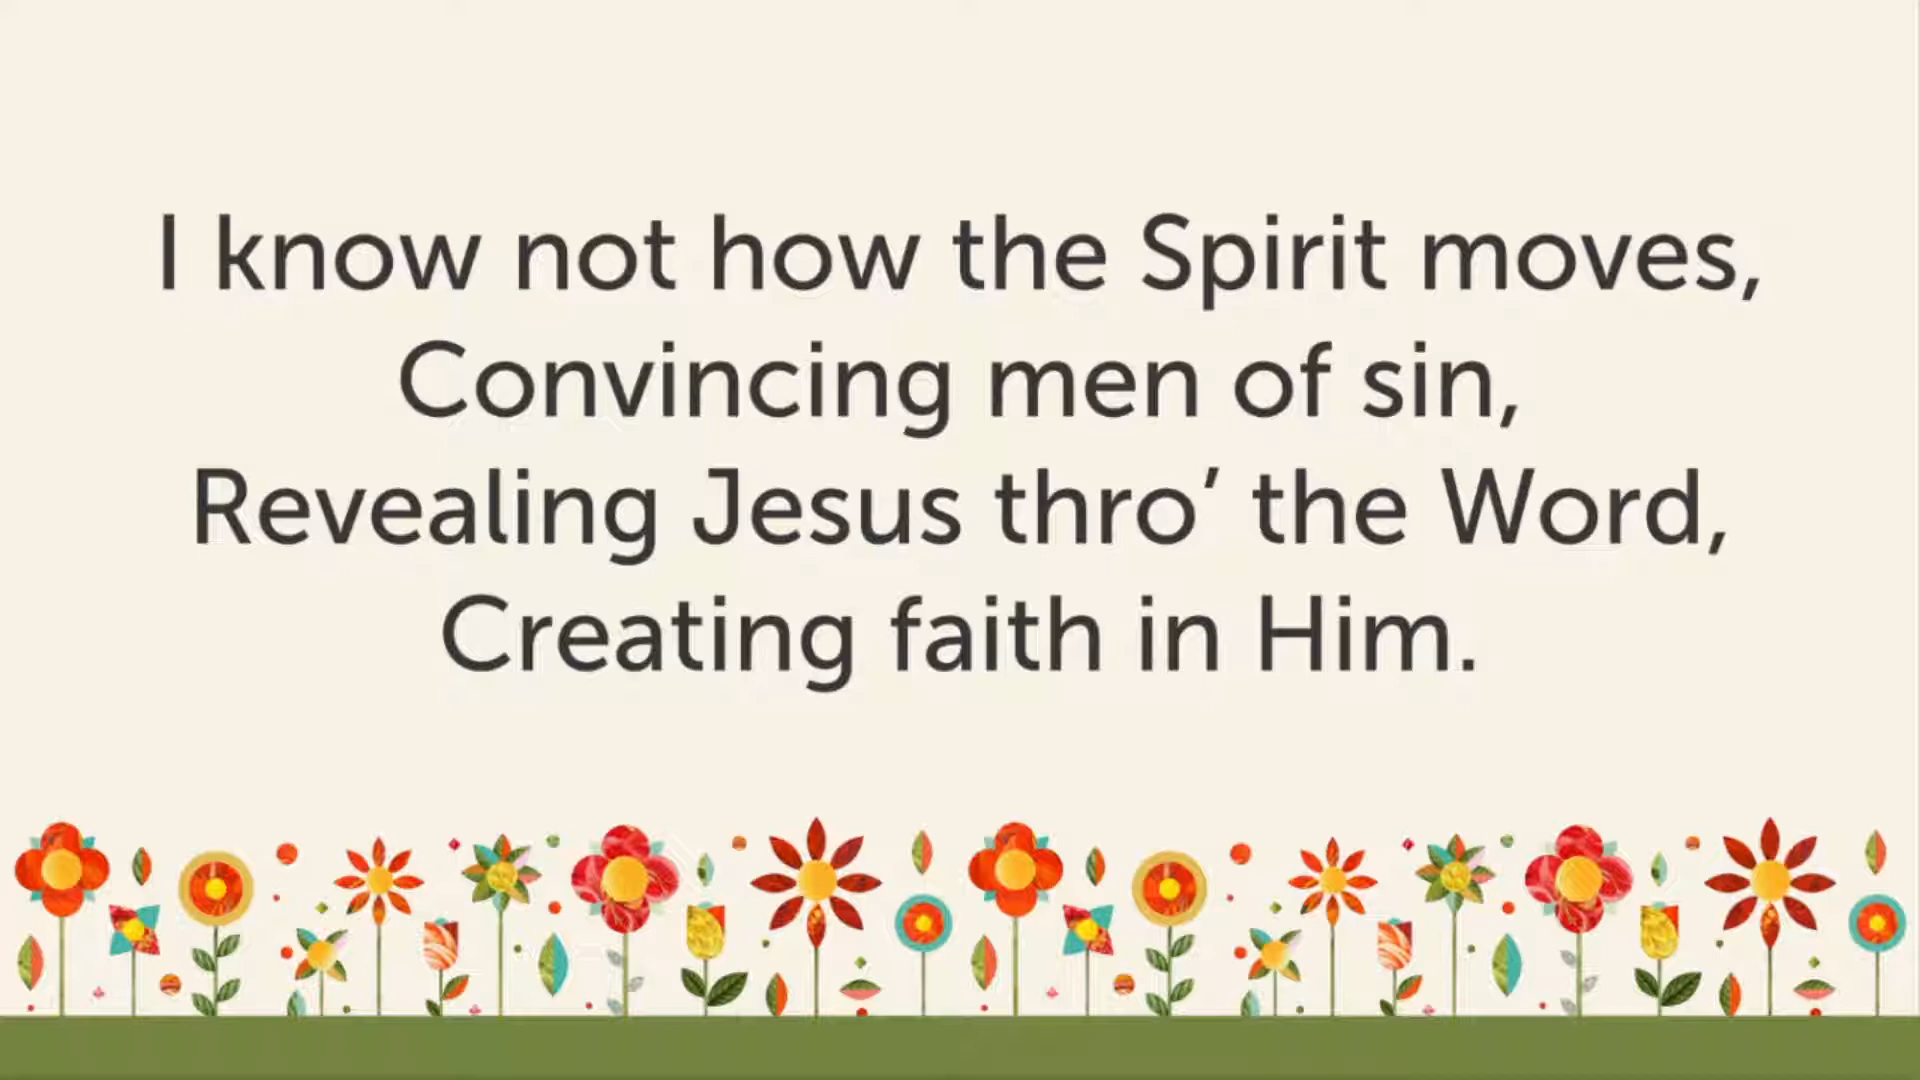 I know not how the Spirit moves,
Convincing men of sin,
Revealing Jesus thro’ the Word,
Creating faith in Him.